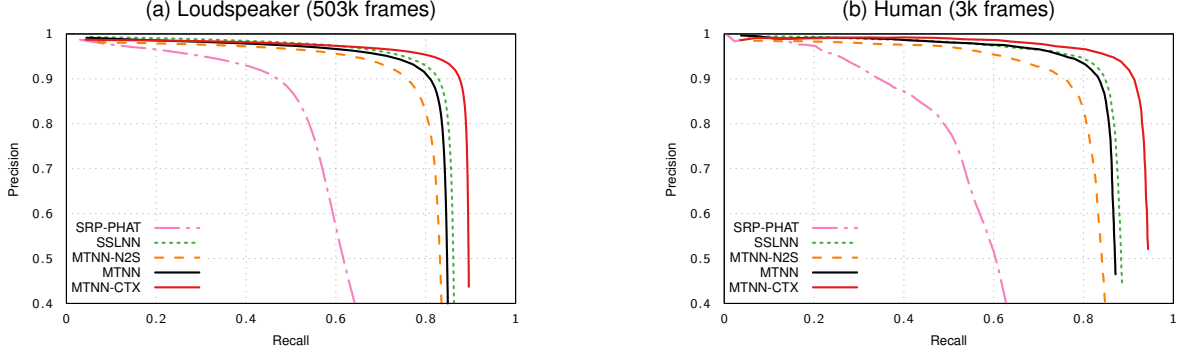 (a) Loudspeaker (503k frames)
1
0.9
0.8
0.7
0.6
0.5
0.4
Precision
SRP-PHAT
SSLNN
MTNN-N2S
MTNN
MTNN-CTX
0 0.2 0.4 0.6 0.8 1
Recall
(b) Human (3k frames)
1
0.9
0.8
0.7
0.6
0.5
0.4
Precision
SRP-PHAT
SSLNN
MTNN-N2S
MTNN
MTNN-CTX
0 0.2 0.4 0.6 0.8 1
Recall